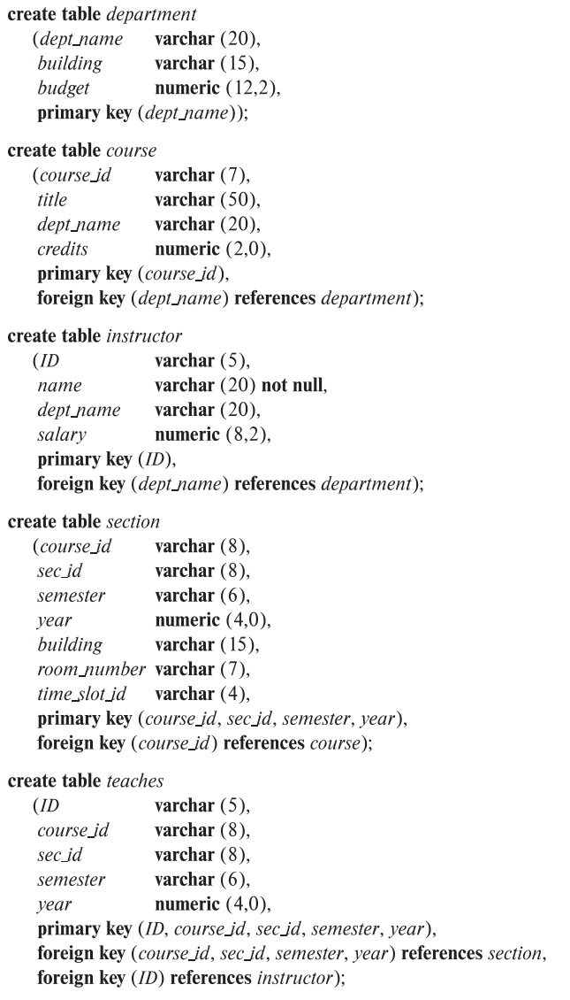 create table department
(dept_name varchar (20),
building varchar (15),
budget numeric (12,2),
primary key (dept_name));
create table course
(course_id varchar (7),
title varchar (50),
dept_name varchar (20),
credits numeric (2,0),
primary key (course_id),
foreign key (dept_name) references department);
create table instructor
(ID varchar (5),
name varchar (20) not null,
dept_name varchar (20),
salary numeric (8,2),
primary key (ID),
foreign key (dept_name) references department);
create table section
(course_id varchar (8),
sec_id varchar (8),
semester varchar (6),
year numeric (4,0),
building varchar (15),
room_number varchar (7),
time_slot_id varchar (4),
primary key (course_id, sec_id, semester, year),
foreign key (course_id) references course);
create table teaches
(ID varchar (5),
course_id varchar (8),
sec_id varchar (8),
semester varchar (6),
year numeric (4,0),
primary key (ID, course_id, sec_id, semester, year),
foreign key (course_id, sec_id, semester, year) references section,
foreign key (ID) references instructor);